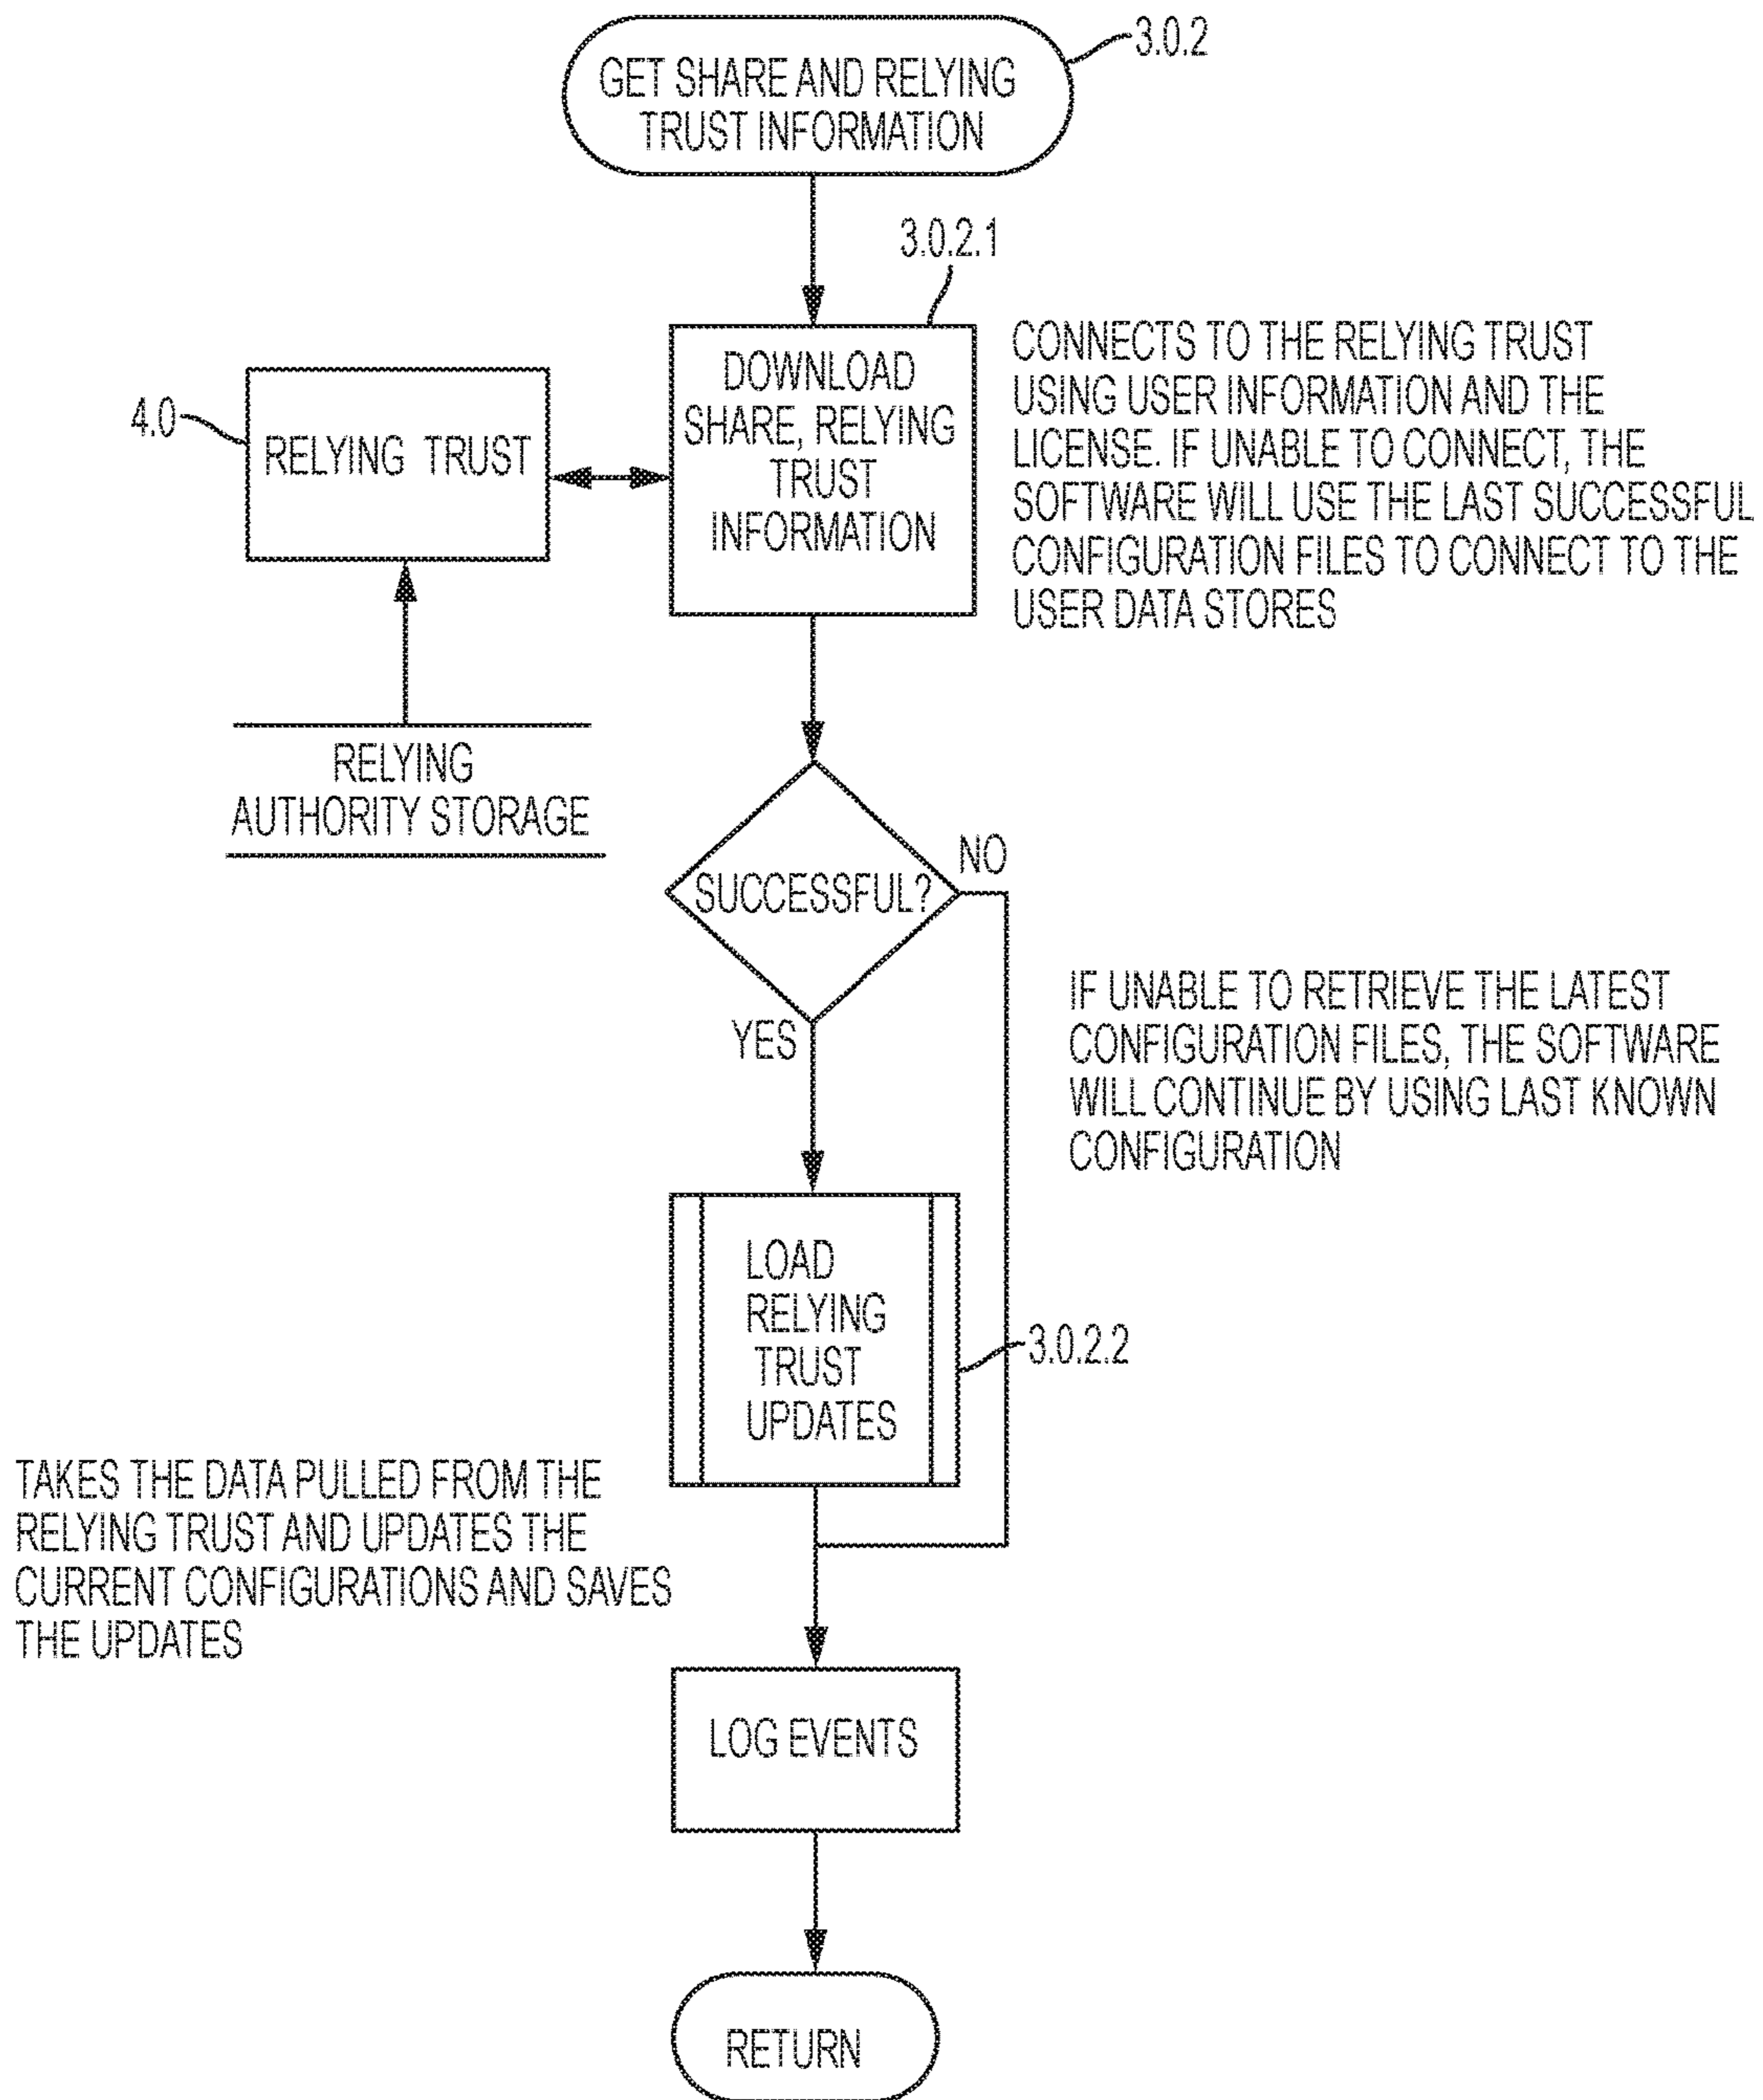 3.0.2
GET SHARE AND RELYING
TRUST INFORMATION
3.0.2.1
DOWNLOAD
SHARE, RELYING
TRUST
INFORMATION
CONNECTS TO THE RELYING TRUST
USING USER INFORMATION AND THE
LICENSE. IF UNABLE TO CONNECT, THE
SOFTWARE WILL USE THE LAST SUCCESSFUL
CONFIGURATION FILES TO CONNECT TO THE
USER DATA STORES
4.0
RELYING TRUST
RELYING
AUTHORITY STORAGE
SUCCESSFUL?
NO
YES
IF UNABLE TO RETRIEVE THE LATEST
CONFIGURATION FILES, THE SOFTWARE
WILL CONTINUE BY USING LAST KNOWN
CONFIGURATION
LOAD
RELYING
TRUST
UPDATES
3.0.2.2
TAKES THE DATA PULLED FROM THE
RELYING TRUST AND UPDATES THE
CURRENT CONFIGURATIONS AND SAVES
THE UPDATES
LOG EVENTS
RETURN